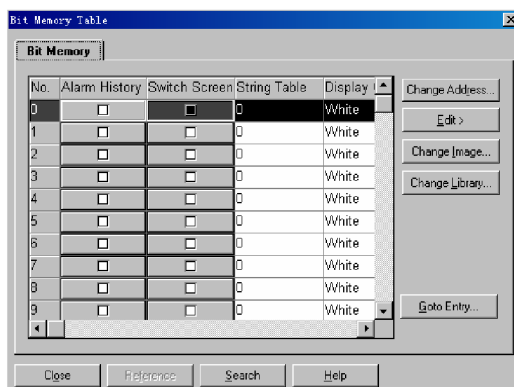 Bit Memory Table
Bit Memory
No. Alarm History Switch Screen String Table Display
0 0 White
1 0 White
2 0 White
3 0 White
4 0 White
5 0 White
6 0 White
7 0 White
8 0 White
9 0 White
Change Address...
Edit >
Change Image...
Change Library...
Goto Entry...
Close Reference Search Help